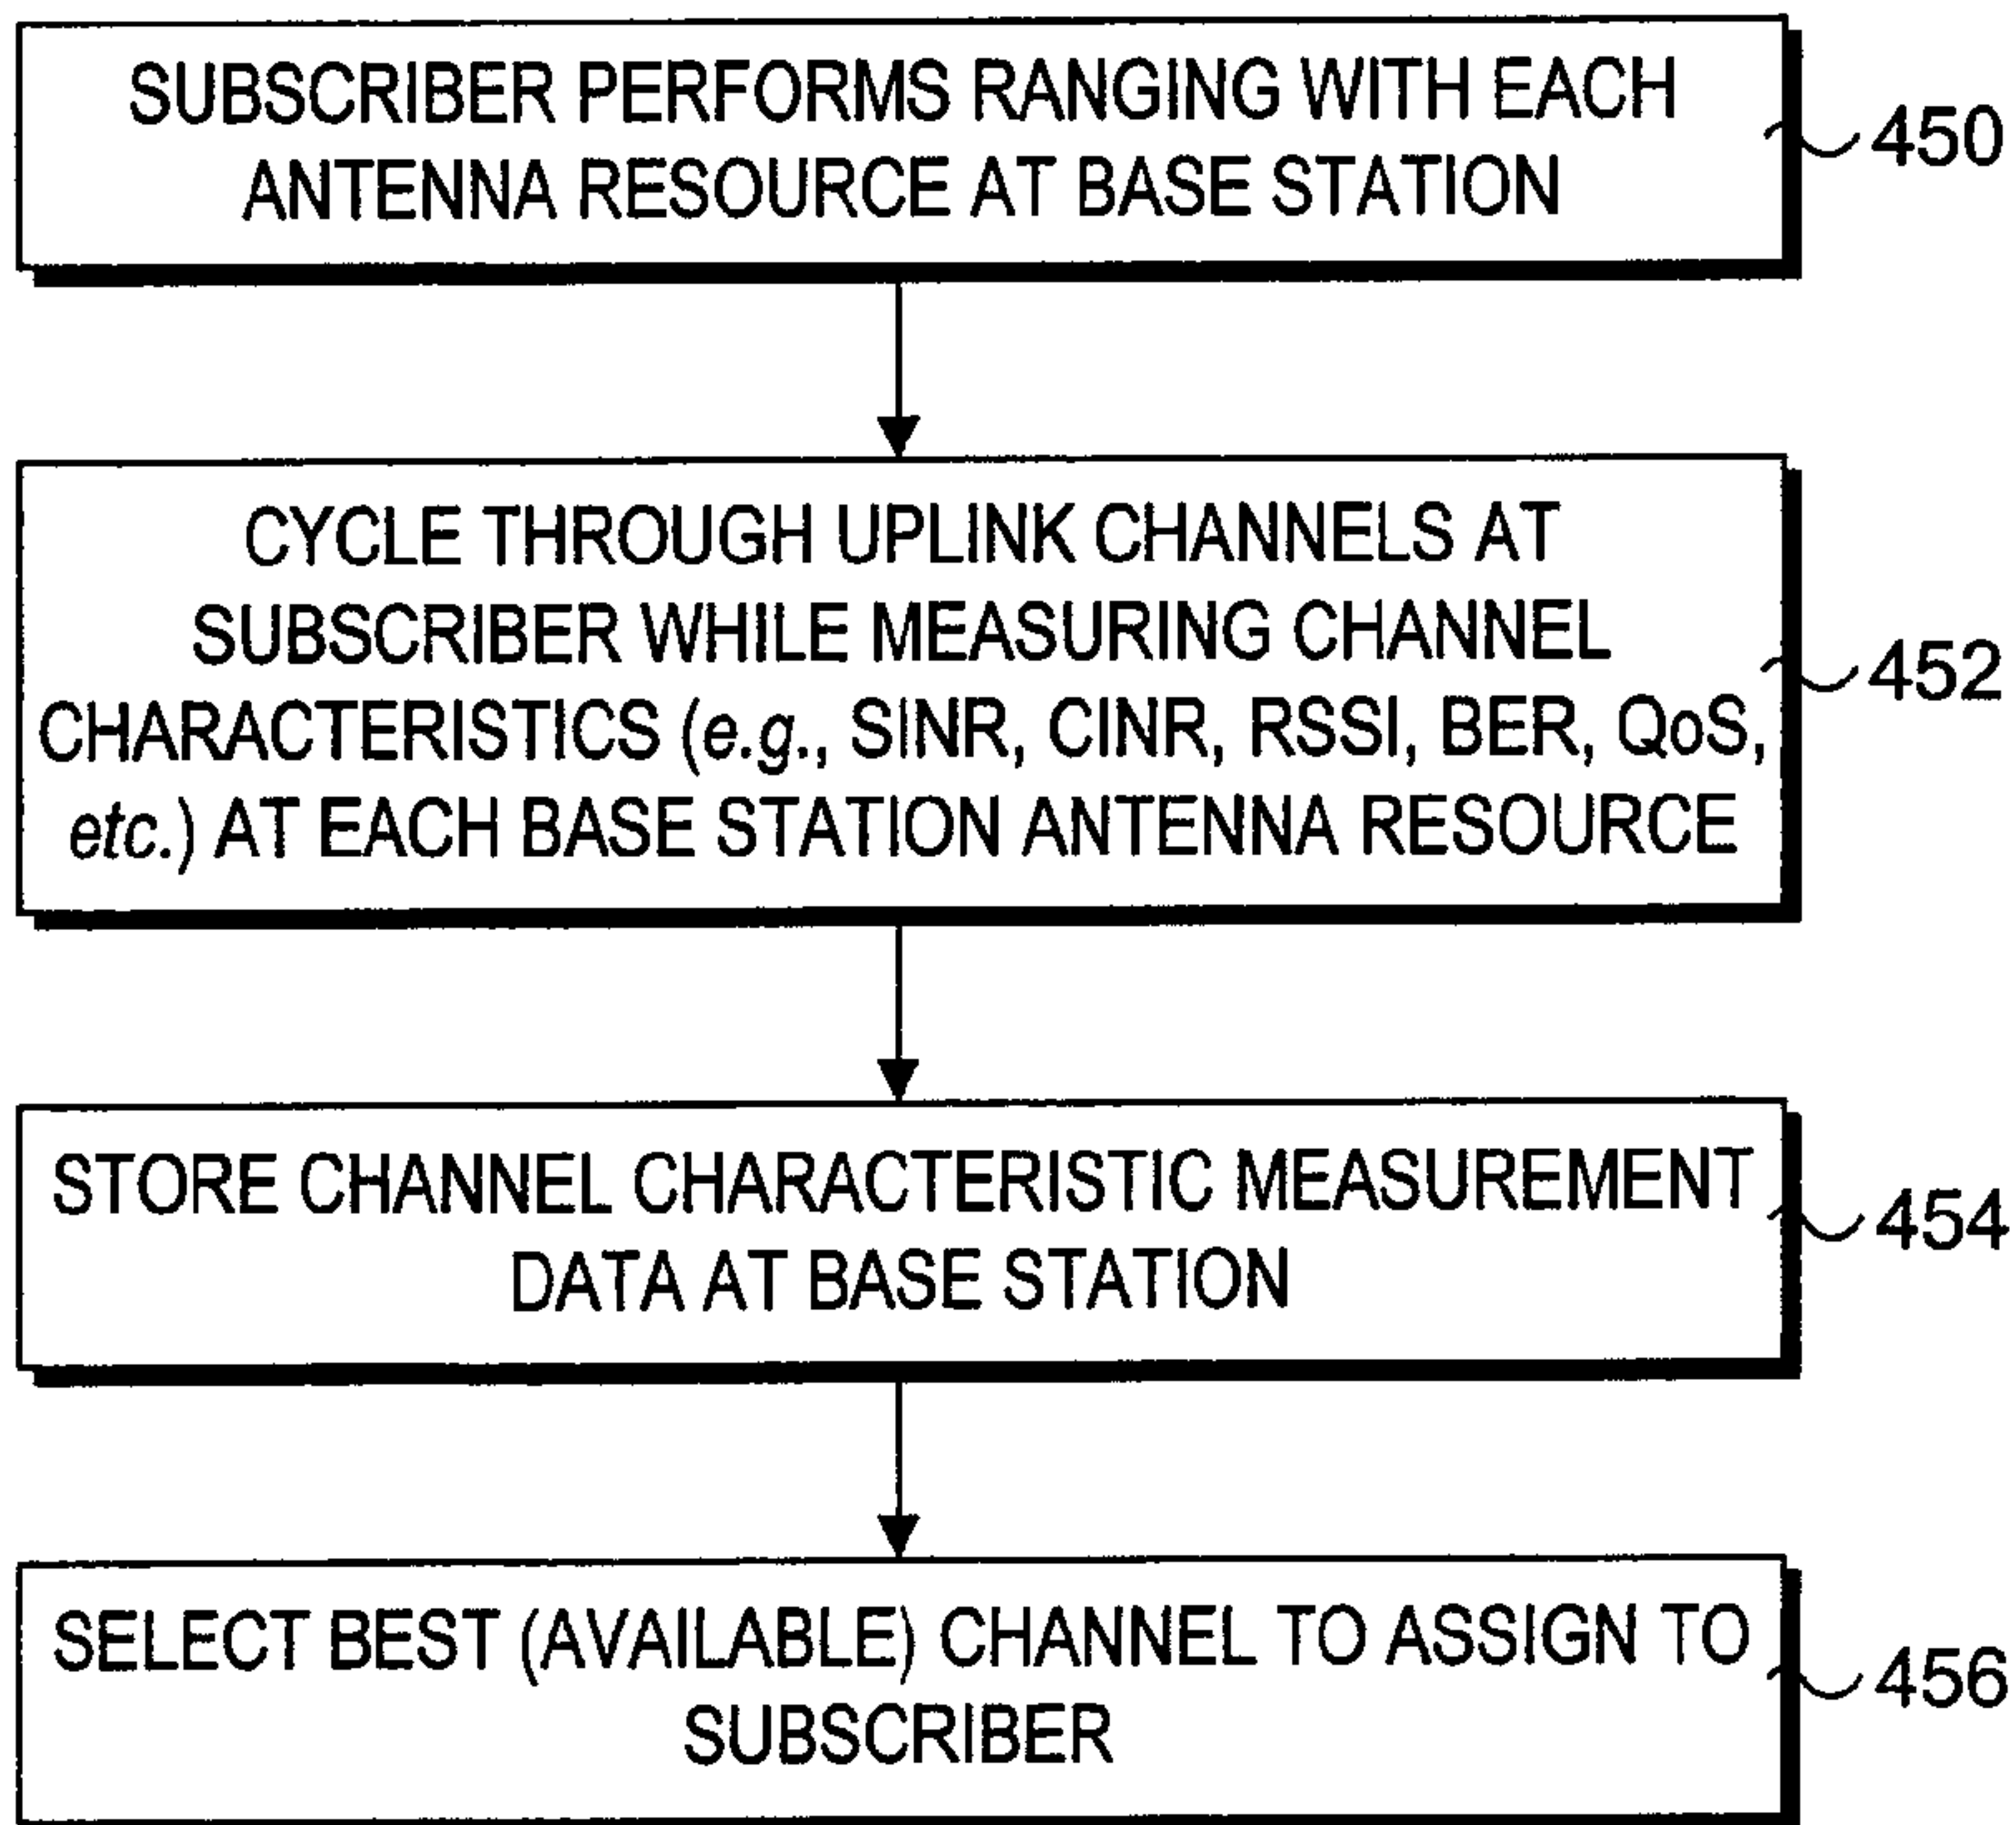 SUBSCRIBER PERFORMS RANGING WITH EACH
ANTENNA RESOURCE AT BASE STATION
450
CYCLE THROUGH UPLINK CHANNELS AT
SUBSCRIBER WHILE MEASURING CHANNEL
CHARACTERISTICS (e.g., SINR, CINR, RSSI, BER, QoS,
etc.) AT EACH BASE STATION ANTENNA RESOURCE
452
STORE CHANNEL CHARACTERISTIC MEASUREMENT
DATA AT BASE STATION
454
SELECT BEST (AVAILABLE) CHANNEL TO ASSIGN TO
SUBSCRIBER
456